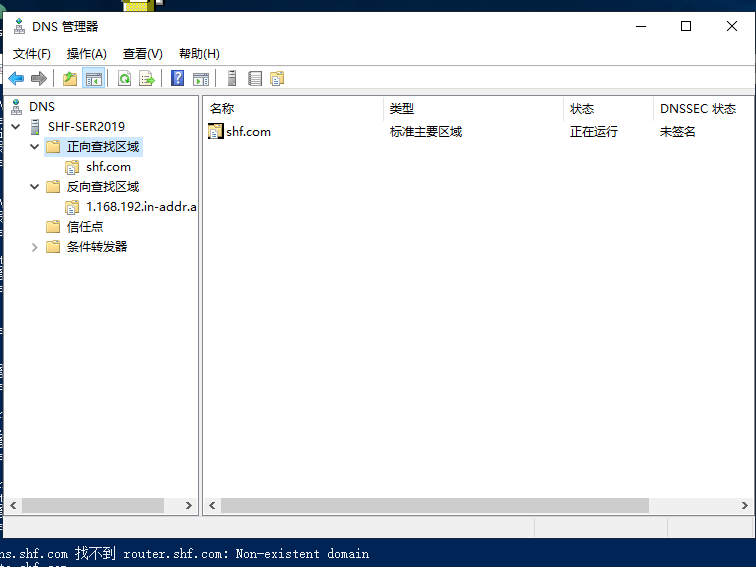 DNS 管理器
文件(F) 操作(A) 查看(V) 帮助(H)
DNS
SHF-SER2019
正向查找区域
shf.com
反向查找区域
1.168.192.in-addr.a
信任点
条件转发器
名称 类型 状态 DNSSEC 状态
shf.com 标准主要区域 正在运行 未签名
ns.shf.com 找不到 router.shf.com: Non-existent domain